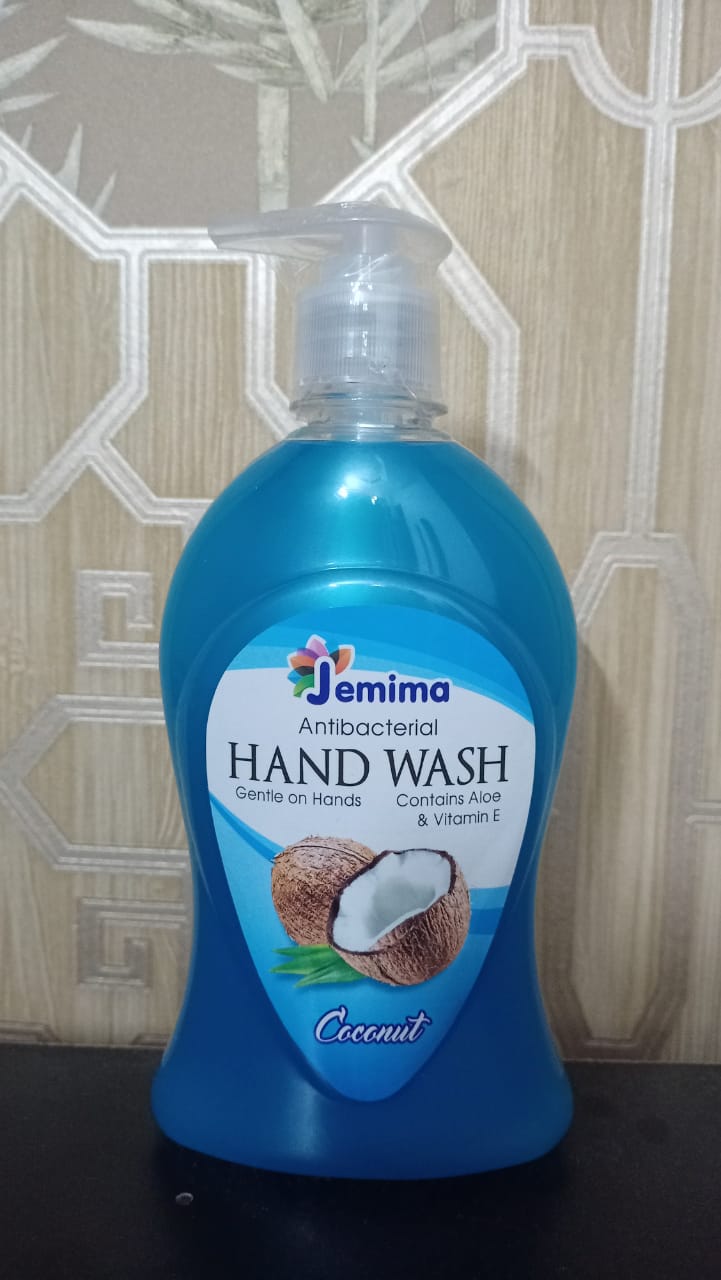 Jemima
Antibacterial
HAND WASH
Gentle on Hands
Contains Aloe
& Vitamin E
Coconut